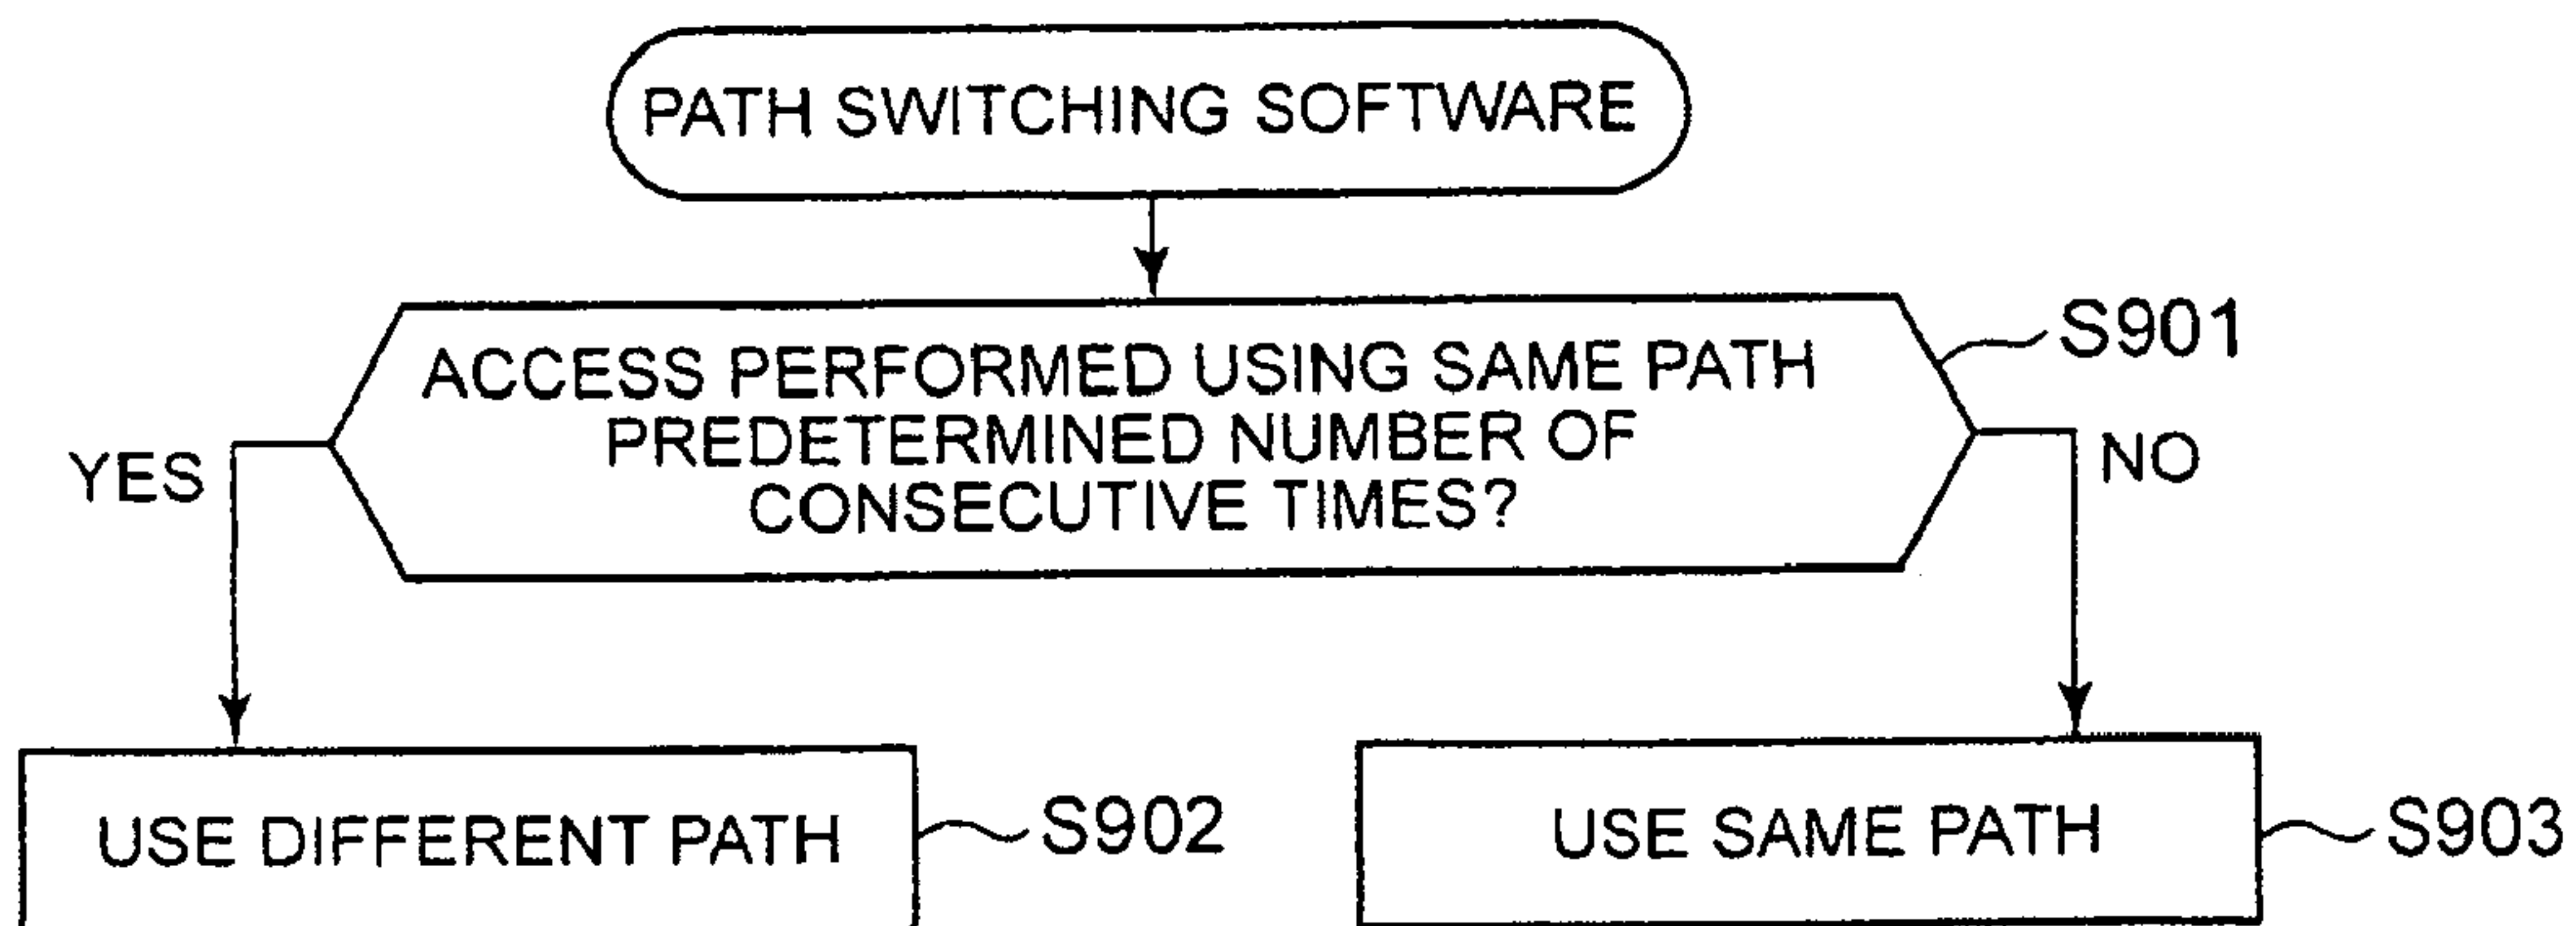 PATH SWITCHING SOFTWARE
S901
ACCESS PERFORMED USING SAME PATH
PREDETERMINED NUMBER OF
CONSECUTIVE TIMES?
YES
NO
USE DIFFERENT PATH
S902
USE SAME PATH
S903